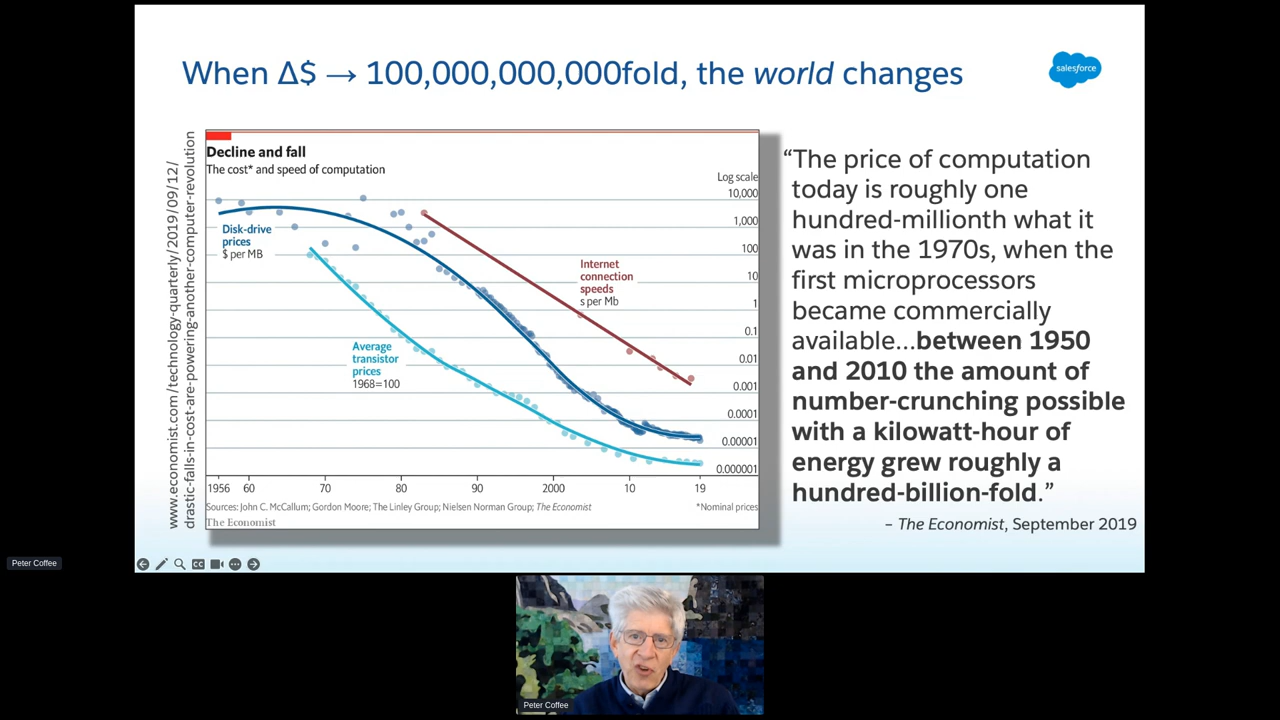 When Δ$ → 100,000,000,000fold, the world changes
salesforce
www.economist.com/technology-quarterly/2019/09/12/
drastic-falls-in-cost-are-powering-another-computer-revolution
Decline and fall
The cost* and speed of computation
Log scale
10,000
1,000
100
10
1
0.1
0.01
0.001
0.0001
0.00001
0.000001
Disk-drive
prices
$ per MB
Internet
connection
speeds
s per Mb
Average
transistor
prices
1968=100
1956 60 70 80 90 2000 10 19
Sources: John C. McCallum; Gordon Moore; The Linley Group; Nielsen Norman Group; The Economist
*Nominal prices
The Economist
“The price of computation
today is roughly one
hundred-millionth what it
was in the 1970s, when the
first microprocessors
became commercially
available...between 1950
and 2010 the amount of
number-crunching possible
with a kilowatt-hour of
energy grew roughly a
hundred-billion-fold.”
– The Economist, September 2019
CC
Peter Coffee
Peter Coffee